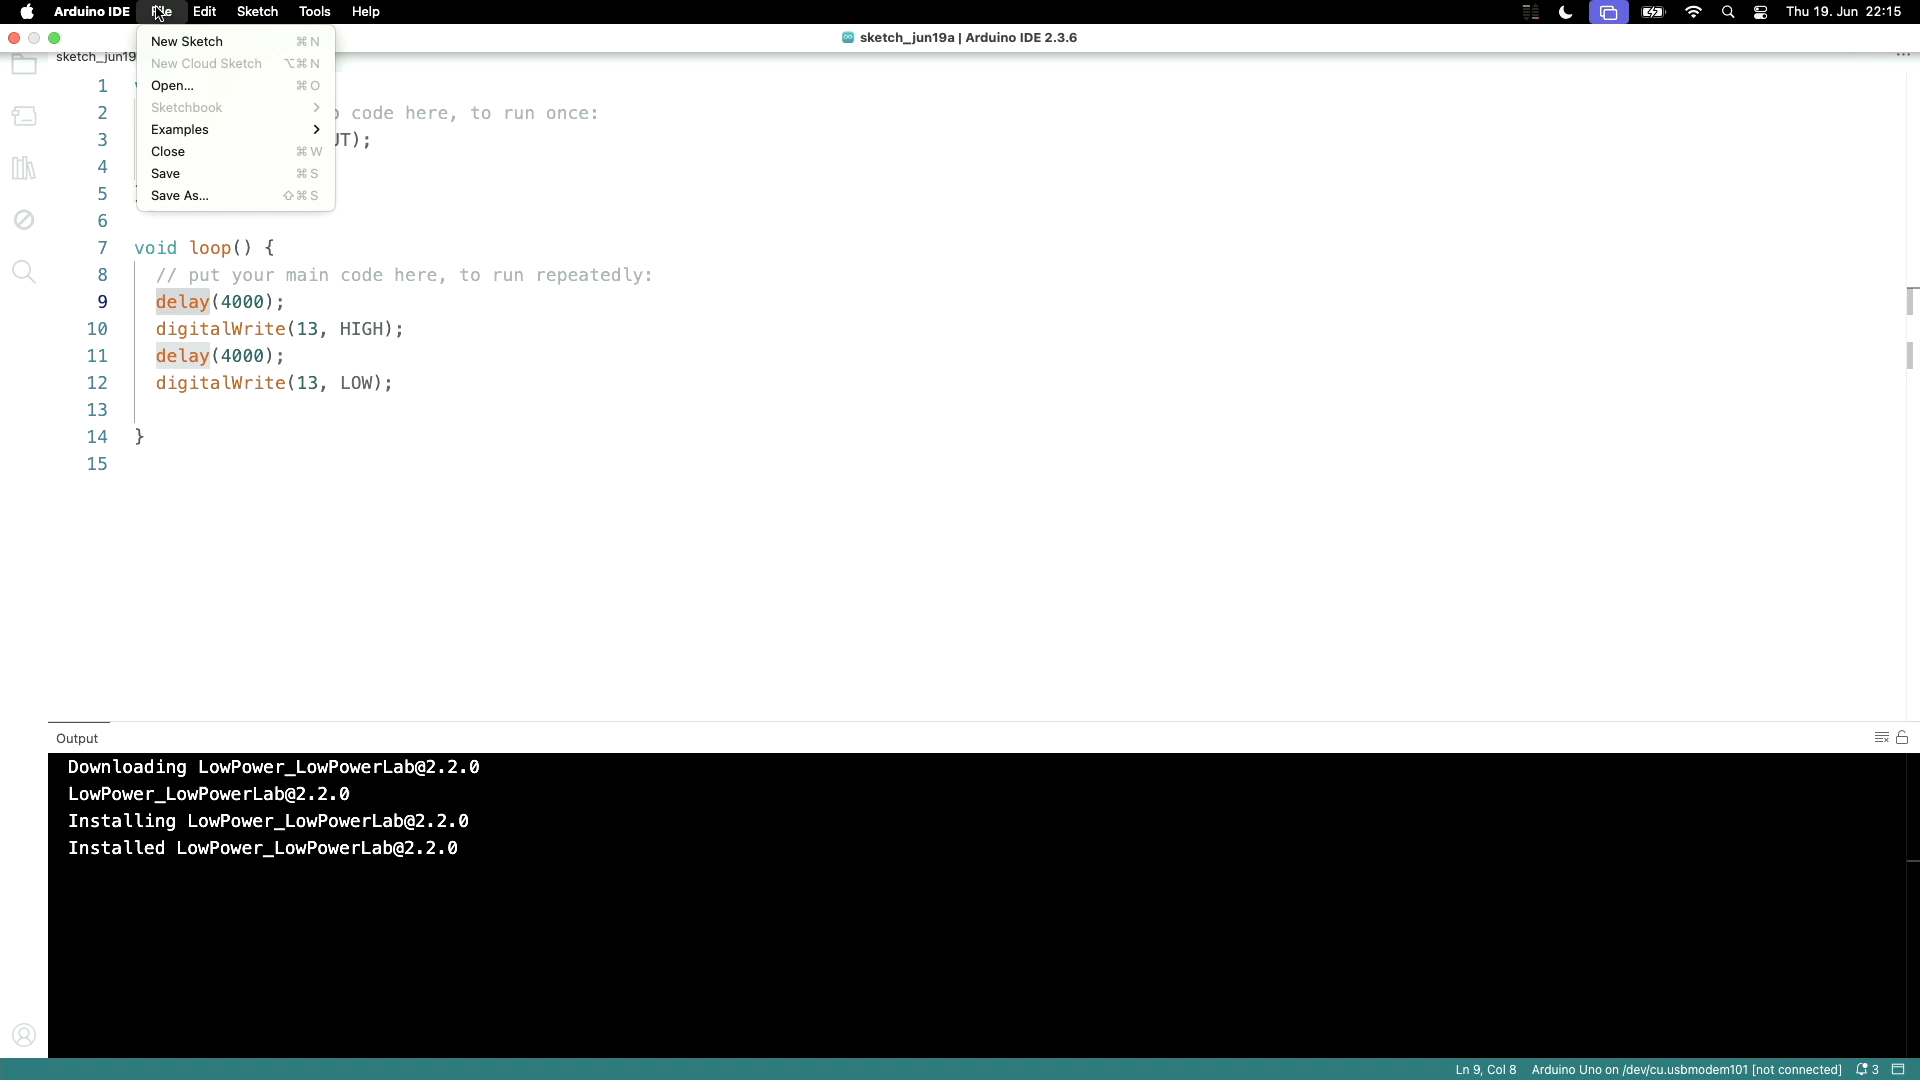 Arduino IDE File Edit Sketch Tools Help Thu 19. Jun 22:15
sketch_jun19a | Arduino IDE 2.3.6
sketch_jun19
New Sketch ⌘ N
New Cloud Sketch ⌥ ⌘ N
Open... ⌘ O
Sketchbook >
Examples >
Close ⌘ W
Save ⌘ S
Save As... ⇧ ⌘ S
1
2 code here, to run once:
3 UT);
4
5
6
7 void loop() {
8 // put your main code here, to run repeatedly:
9 delay(4000);
10 digitalWrite(13, HIGH);
11 delay(4000);
12 digitalWrite(13, LOW);
13
14 }
15
Output
Downloading LowPower_LowPowerLab@2.2.0
LowPower_LowPowerLab@2.2.0
Installing LowPower_LowPowerLab@2.2.0
Installed LowPower_LowPowerLab@2.2.0
Ln 9, Col 8 Arduino Uno on /dev/cu.usbmodem101 [not connected] 3